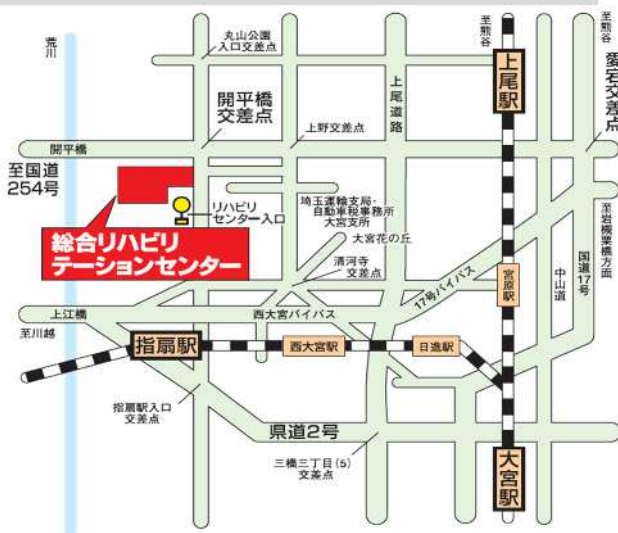 荒川
丸山公園
入口交差点
至熊谷
至熊谷
上尾駅
愛宕交差点
上尾道路
開平橋
交差点
上野交差点
開平橋
至国道
254号
リハビリ
センター入口
埼玉運輸支局・
自動車税事務所
大宮支所
至岩槻栗橋方面
総合リハビリ
テーションセンター
大宮花の丘
清河寺
交差点
17号バイパス
宮原駅
中山道
国道17号
上江橋
西大宮バイパス
至川越
指扇駅
西大宮駅
日進駅
指扇駅入口
交差点
県道2号
三橋三丁目(5)
交差点
大宮駅